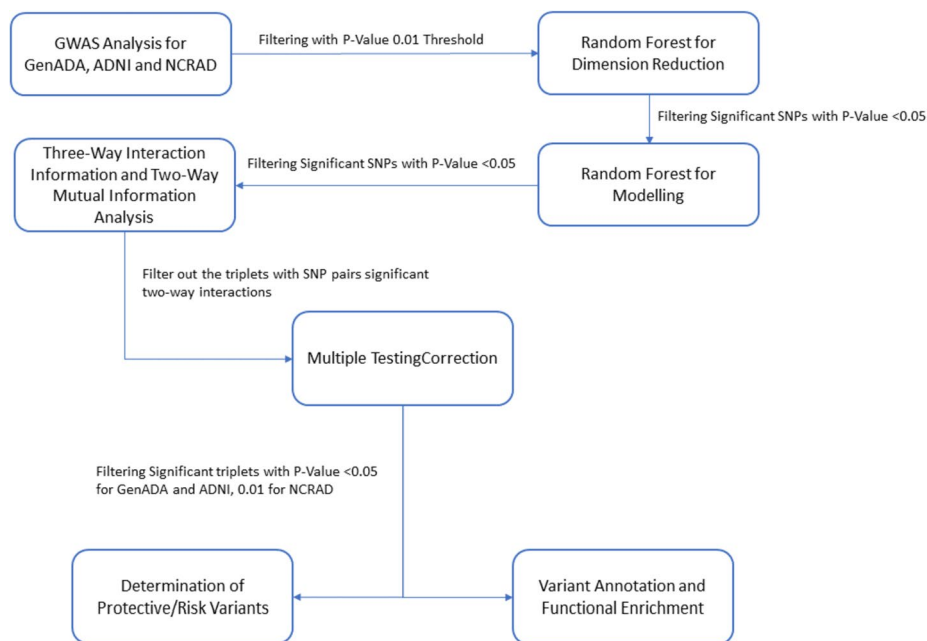 GWAS Analysis for
GenADA, ADNI and NCRAD
Filtering with P-Value 0.01 Threshold
Random Forest for
Dimension Reduction
Filtering Significant SNPs with P-Value <0.05
Three-Way Interaction
Information and Two-Way
Mutual Information
Analysis
Filtering Significant SNPs with P-Value <0.05
Random Forest for
Modelling
Filter out the triplets with SNP pairs significant
two-way interactions
Multiple TestingCorrection
Filtering Significant triplets with P-Value <0.05
for GenADA and ADNI, 0.01 for NCRAD
Determination of
Protective/Risk Variants
Variant Annotation and
Functional Enrichment